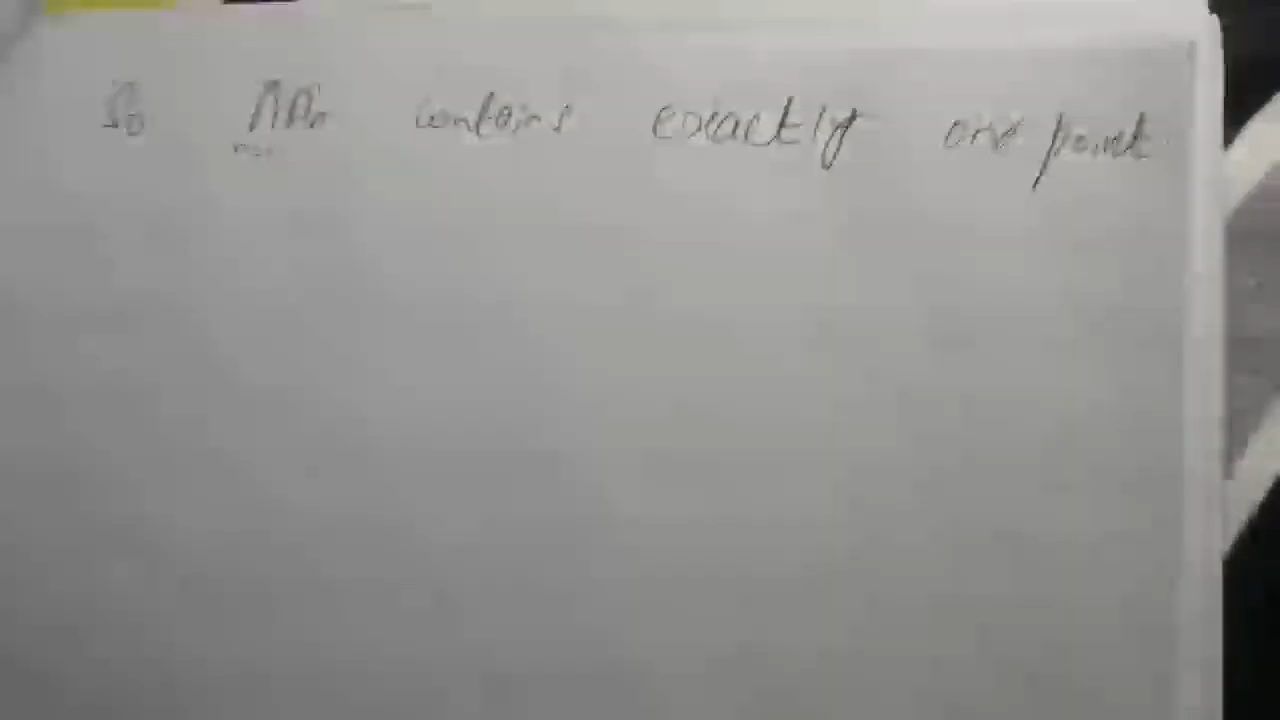 So ∩An contains exactly one point.